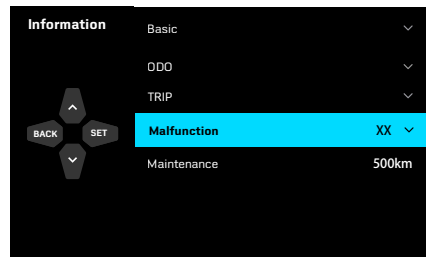 Information
Basic
ODO
TRIP
BACK SET
Malfunction XX
Maintenance 500km